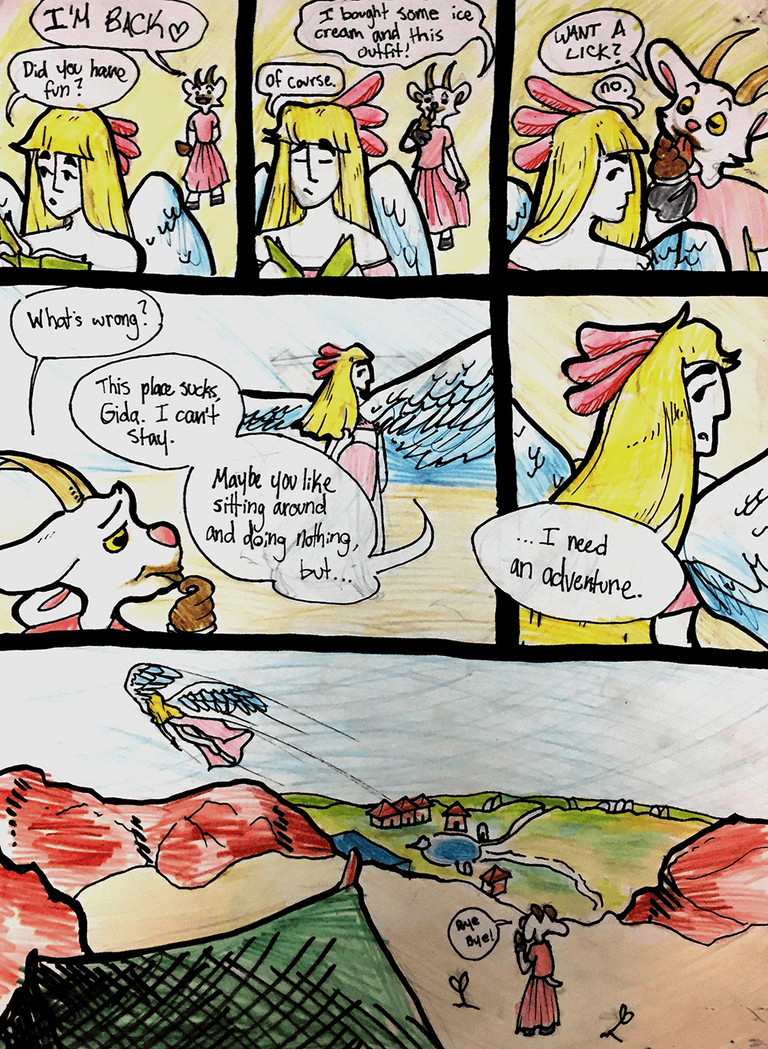 I'M BACK ♡
Did you have
fun?
I bought some ice
cream and this
outfit!
Of course.
WANT A
LICK?
no.
What's wrong?
This place sucks,
Gida. I can't
stay.
Maybe you like
sitting around
and doing nothing,
but...
...I need
an adventure.
Bye
Bye!